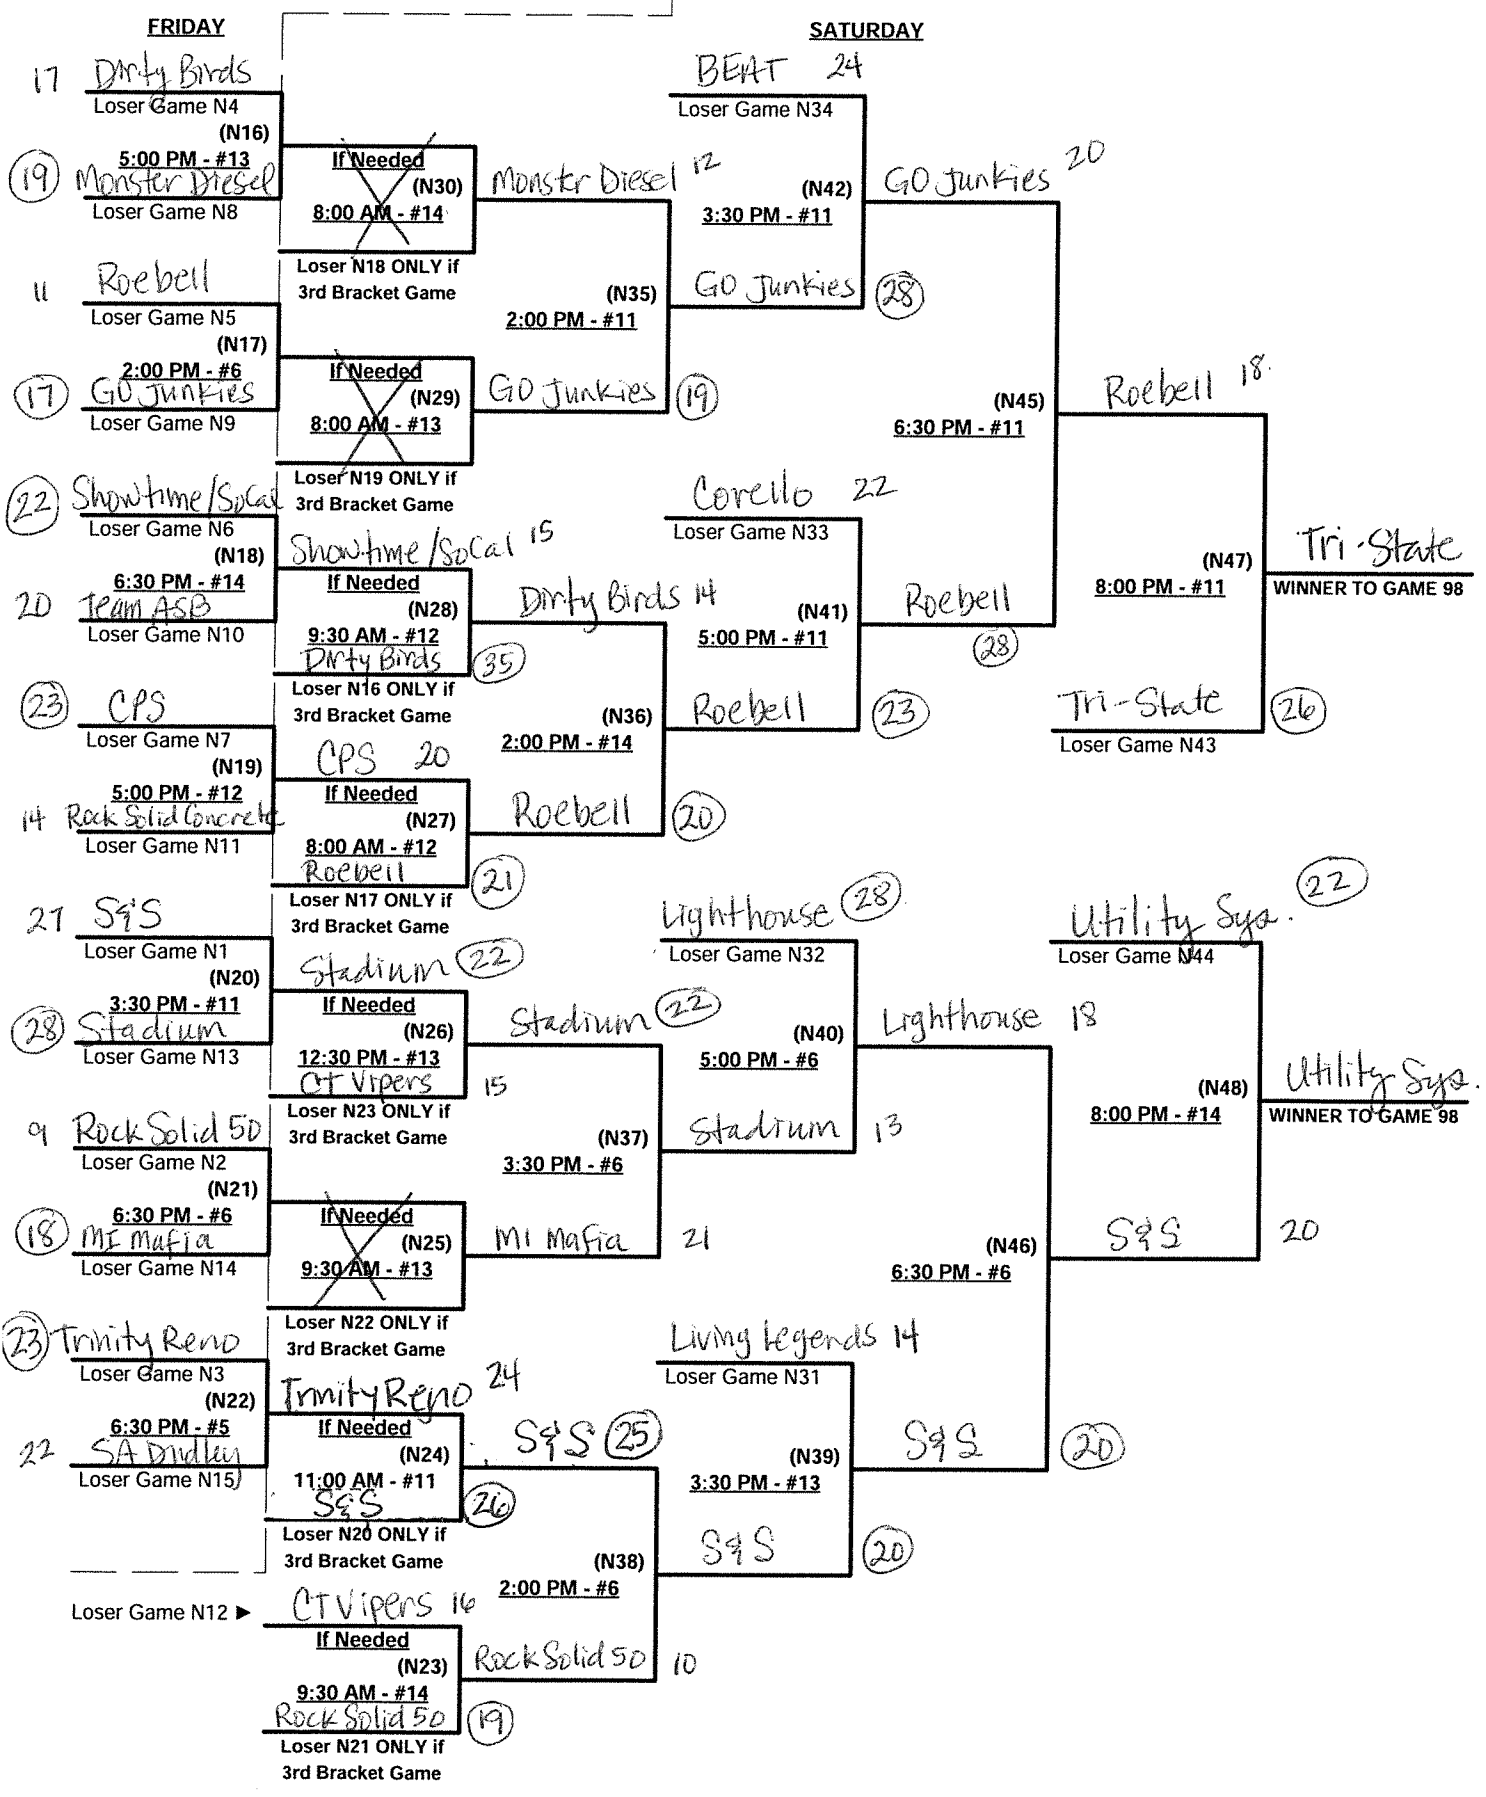 FRIDAY
SATURDAY
17 Dirty Birds
Loser Game N4
(N16)
5:00 PM - #13
19 Monster Diesel
Loser Game N8
If Needed
(N30)
8:00 AM - #14
Loser N18 ONLY if
3rd Bracket Game
11 Roebell
Loser Game N5
(N17)
2:00 PM - #6
17 GO Junkies
Loser Game N9
If Needed
(N29)
8:00 AM - #13
Loser N19 ONLY if
3rd Bracket Game
22 Showtime/SoCal
Loser Game N6
(N18)
6:30 PM - #14
20 Team ASB
Loser Game N10
Showtime/SoCal 15
If Needed
(N28)
9:30 AM - #12
Dirty Birds 35
Loser N16 ONLY if
3rd Bracket Game
23 CPS
Loser Game N7
(N19)
5:00 PM - #12
14 Rock Solid Concrete
Loser Game N11
CPS 20
If Needed
(N27)
8:00 AM - #12
Roebell 21
Loser N17 ONLY if
3rd Bracket Game
27 S&S
Loser Game N1
(N20)
3:30 PM - #11
28 Stadium
Loser Game N13
Stadium 22
If Needed
(N26)
12:30 PM - #13
CT Vipers 15
Loser N23 ONLY if
3rd Bracket Game
9 Rock Solid 50
Loser Game N2
(N21)
6:30 PM - #6
18 MI Mafia
Loser Game N14
If Needed
(N25)
9:30 AM - #13
Loser N22 ONLY if
3rd Bracket Game
23 Trinity Reno
Loser Game N3
(N22)
6:30 PM - #5
22 SA Dudley
Loser Game N15
Trinity Reno 24
If Needed
(N24)
11:00 AM - #11
S&S 26
Loser N20 ONLY if
3rd Bracket Game
Loser Game N12 ►
CT Vipers 16
If Needed
(N23)
9:30 AM - #14
Rock Solid 50 19
Loser N21 ONLY if
3rd Bracket Game
Monster Diesel 12
(N35)
2:00 PM - #11
GO Junkies 19
Dirty Birds 14
(N36)
2:00 PM - #14
Roebell 20
Stadium 22
(N37)
3:30 PM - #6
MI Mafia 21
S&S 25
(N38)
2:00 PM - #6
Rock Solid 50 10
BEAT 24
Loser Game N34
(N42)
3:30 PM - #11
GO Junkies 28
Corello 22
Loser Game N33
(N41)
5:00 PM - #11
Roebell 23
Lighthouse 28
Loser Game N32
(N40)
5:00 PM - #6
Stadium 13
Living Legends 14
Loser Game N31
(N39)
3:30 PM - #13
S&S 20
GO Junkies 20
(N45)
6:30 PM - #11
Roebell 28
Lighthouse 18
(N46)
6:30 PM - #6
S&S 20
Roebell 18
(N47)
8:00 PM - #11
Tri-State 26
Loser Game N43
Tri-State
WINNER TO GAME 98
Utility Sys. 22
Loser Game N44
(N48)
8:00 PM - #14
S&S 20
Utility Sys.
WINNER TO GAME 98